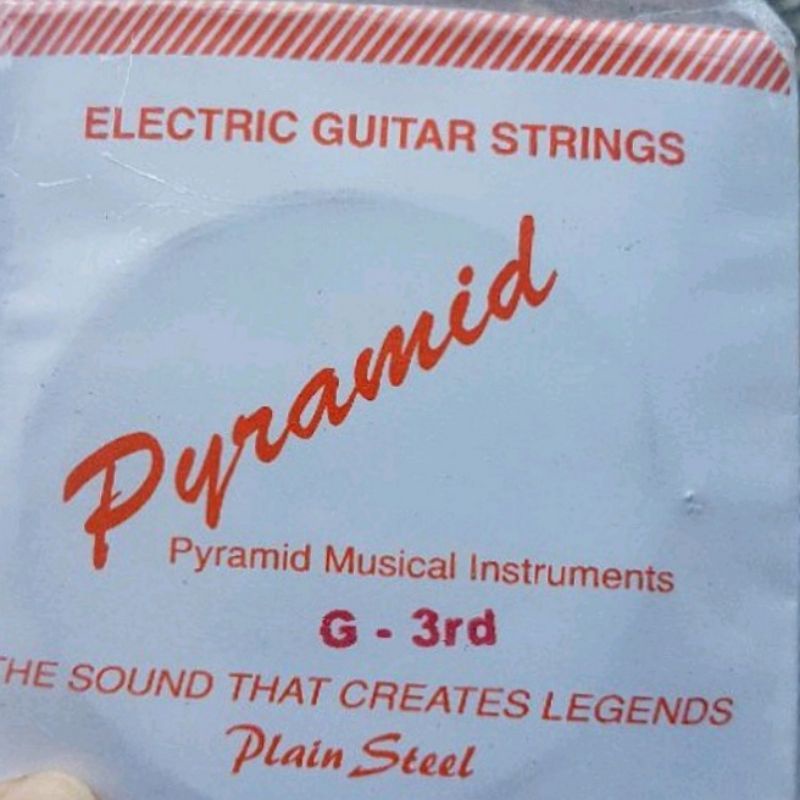 ELECTRIC GUITAR STRINGS
Pyramid
Pyramid Musical Instruments
G - 3rd
THE SOUND THAT CREATES LEGENDS
Plain Steel